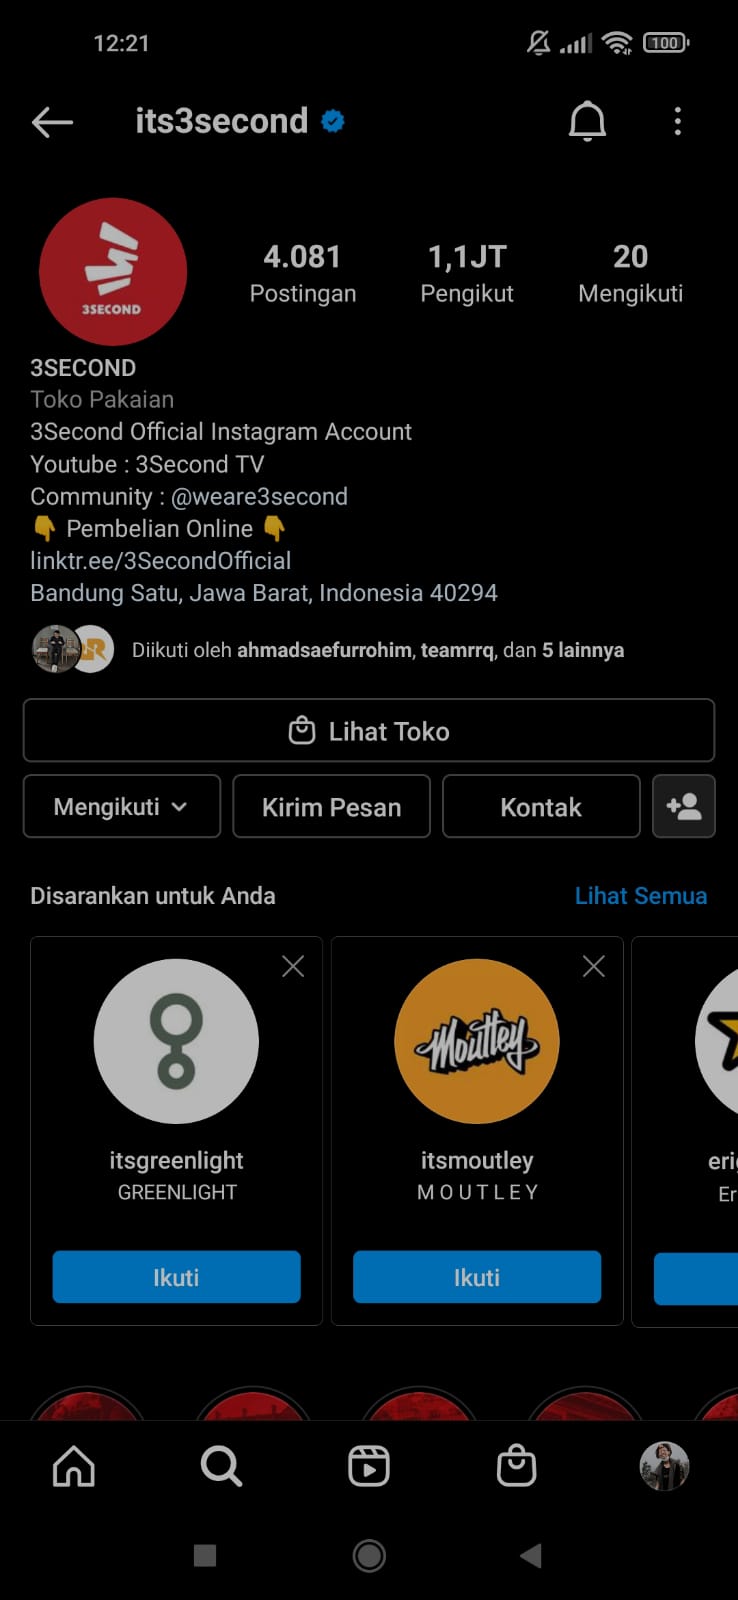 12:21
100
its3second
4.081
Postingan
1,1JT
Pengikut
20
Mengikuti
3SECOND
3SECOND
Toko Pakaian
3Second Official Instagram Account
Youtube : 3Second TV
Community : @weare3second
👇 Pembelian Online 👇
linktr.ee/3SecondOfficial
Bandung Satu, Jawa Barat, Indonesia 40294
Diikuti oleh ahmadsaefurrohim, teamrrq, dan 5 lainnya
Lihat Toko
Mengikuti
Kirim Pesan
Kontak
Disarankan untuk Anda
Lihat Semua
Moutley
itsgreenlight
GREENLIGHT
Ikuti
itsmoutley
M O U T L E Y
Ikuti
eri
Er